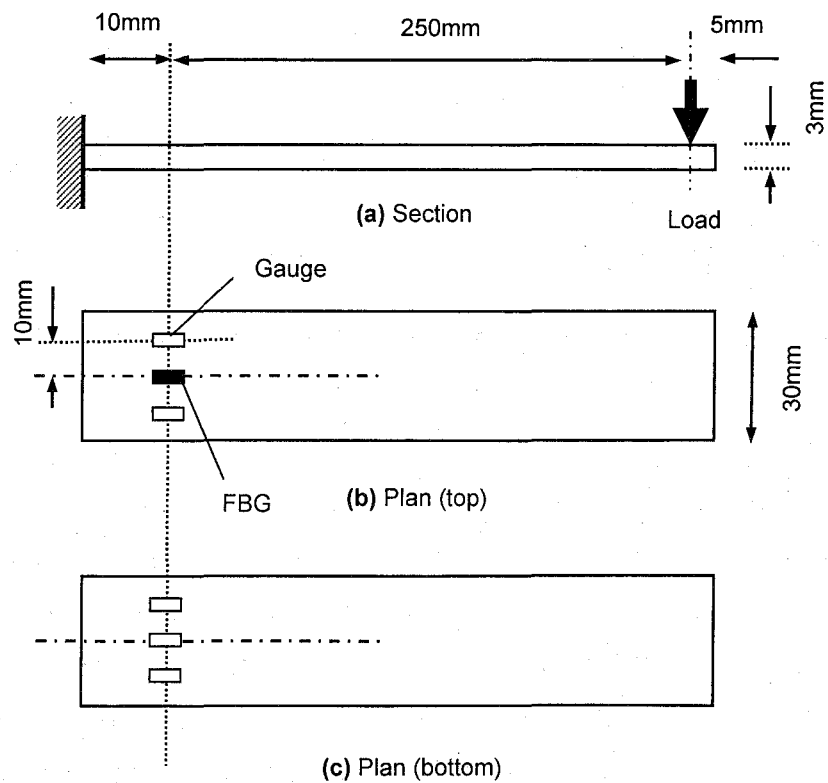 10mm
250mm
5mm
3mm
(a) Section
Load
Gauge
10mm
30mm
FBG
(b) Plan (top)
(c) Plan (bottom)